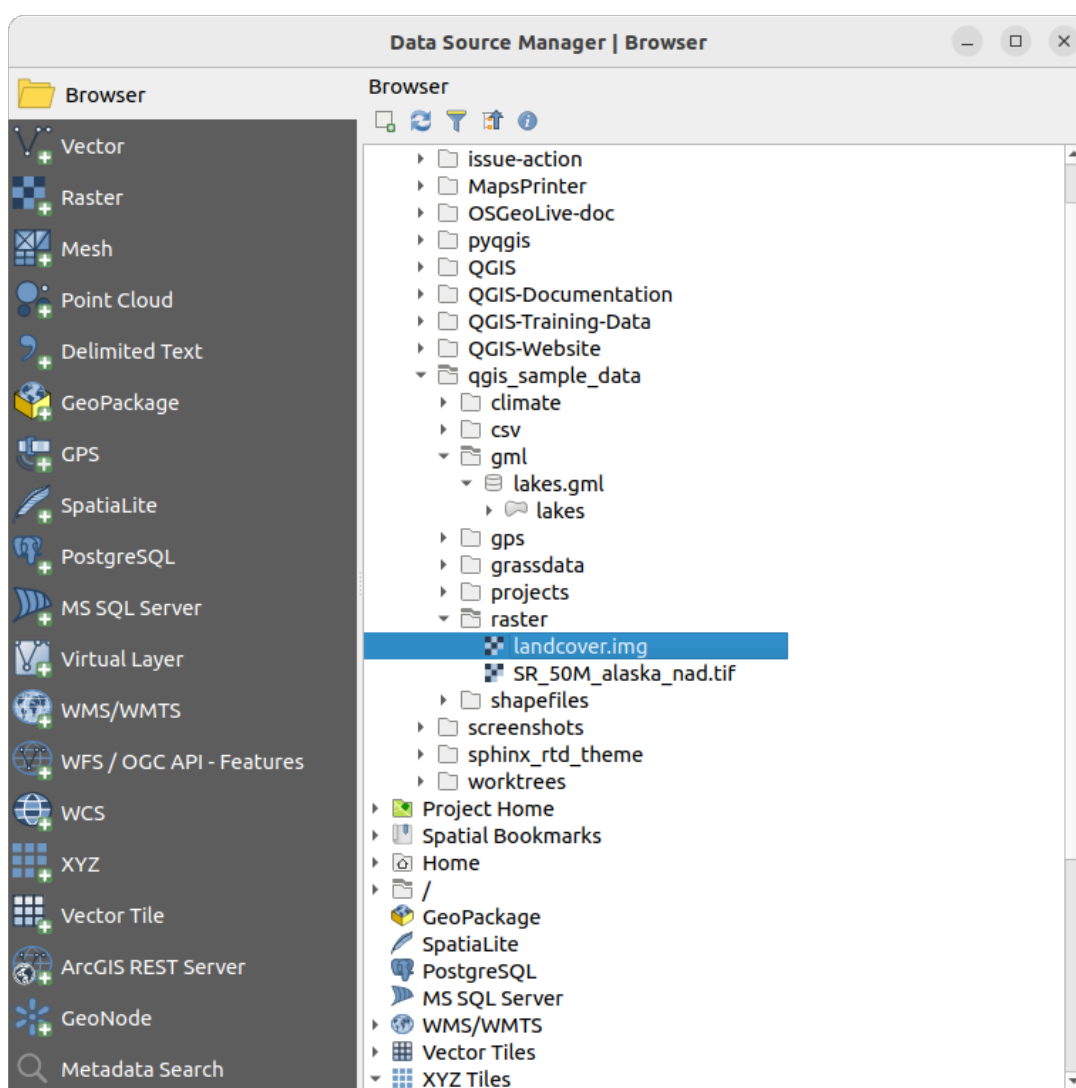 Data Source Manager | Browser
Browser
Vector
Raster
Mesh
Point Cloud
Delimited Text
GeoPackage
GPS
SpatiaLite
PostgreSQL
MS SQL Server
Virtual Layer
WMS/WMTS
WFS / OGC API - Features
WCS
XYZ
Vector Tile
ArcGIS REST Server
GeoNode
Metadata Search
Browser
issue-action
MapsPrinter
OSGeoLive-doc
pyqgis
QGIS
QGIS-Documentation
QGIS-Training-Data
QGIS-Website
qgis_sample_data
climate
csv
gml
lakes.gml
lakes
gps
grassdata
projects
raster
landcover.img
SR_50M_alaska_nad.tif
shapefiles
screenshots
sphinx_rtd_theme
worktrees
Project Home
Spatial Bookmarks
Home
/
GeoPackage
SpatiaLite
PostgreSQL
MS SQL Server
WMS/WMTS
Vector Tiles
XYZ Tiles